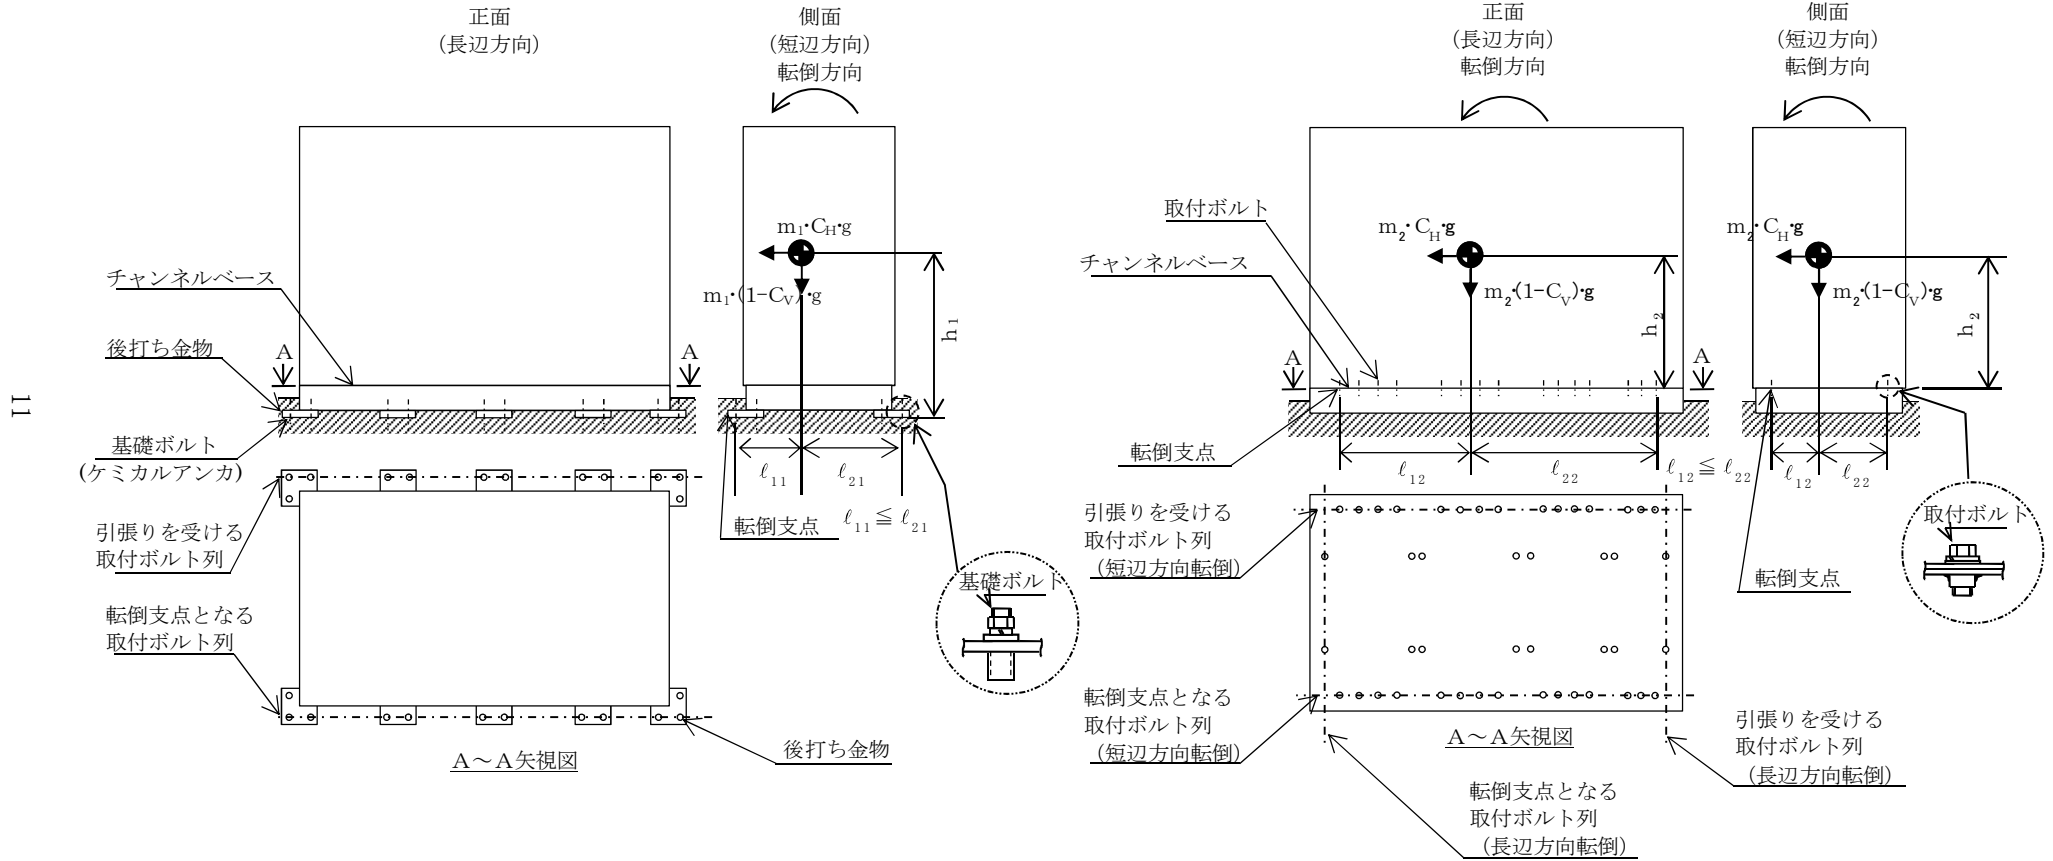 正面
(長辺方向)
側面
(短辺方向)
転倒方向
m₁･C_H･g
m₁･(1-C_V)･g
h₁
チャンネルベース
後打ち金物
A
A
基礎ボルト
(ケミカルアンカ)
ℓ₁₁
ℓ₂₁
転倒支点
ℓ₁₁≦ℓ₂₁
引張りを受ける
取付ボルト列
転倒支点となる
取付ボルト列
基礎ボルト
後打ち金物
A～A矢視図
正面
(長辺方向)
転倒方向
側面
(短辺方向)
転倒方向
取付ボルト
チャンネルベース
m₂･C_H･g
m₂･(1-C_V)･g
h₂
m₂･C_H･g
m₂･(1-C_V)･g
h₂
A
A
転倒支点
ℓ₁₂
ℓ₂₂
ℓ₁₂≦ℓ₂₂
ℓ₁₂
ℓ₂₂
引張りを受ける
取付ボルト列
(短辺方向転倒)
取付ボルト
転倒支点
転倒支点となる
取付ボルト列
(短辺方向転倒)
A～A矢視図
引張りを受ける
取付ボルト列
(長辺方向転倒)
転倒支点となる
取付ボルト列
(長辺方向転倒)
11